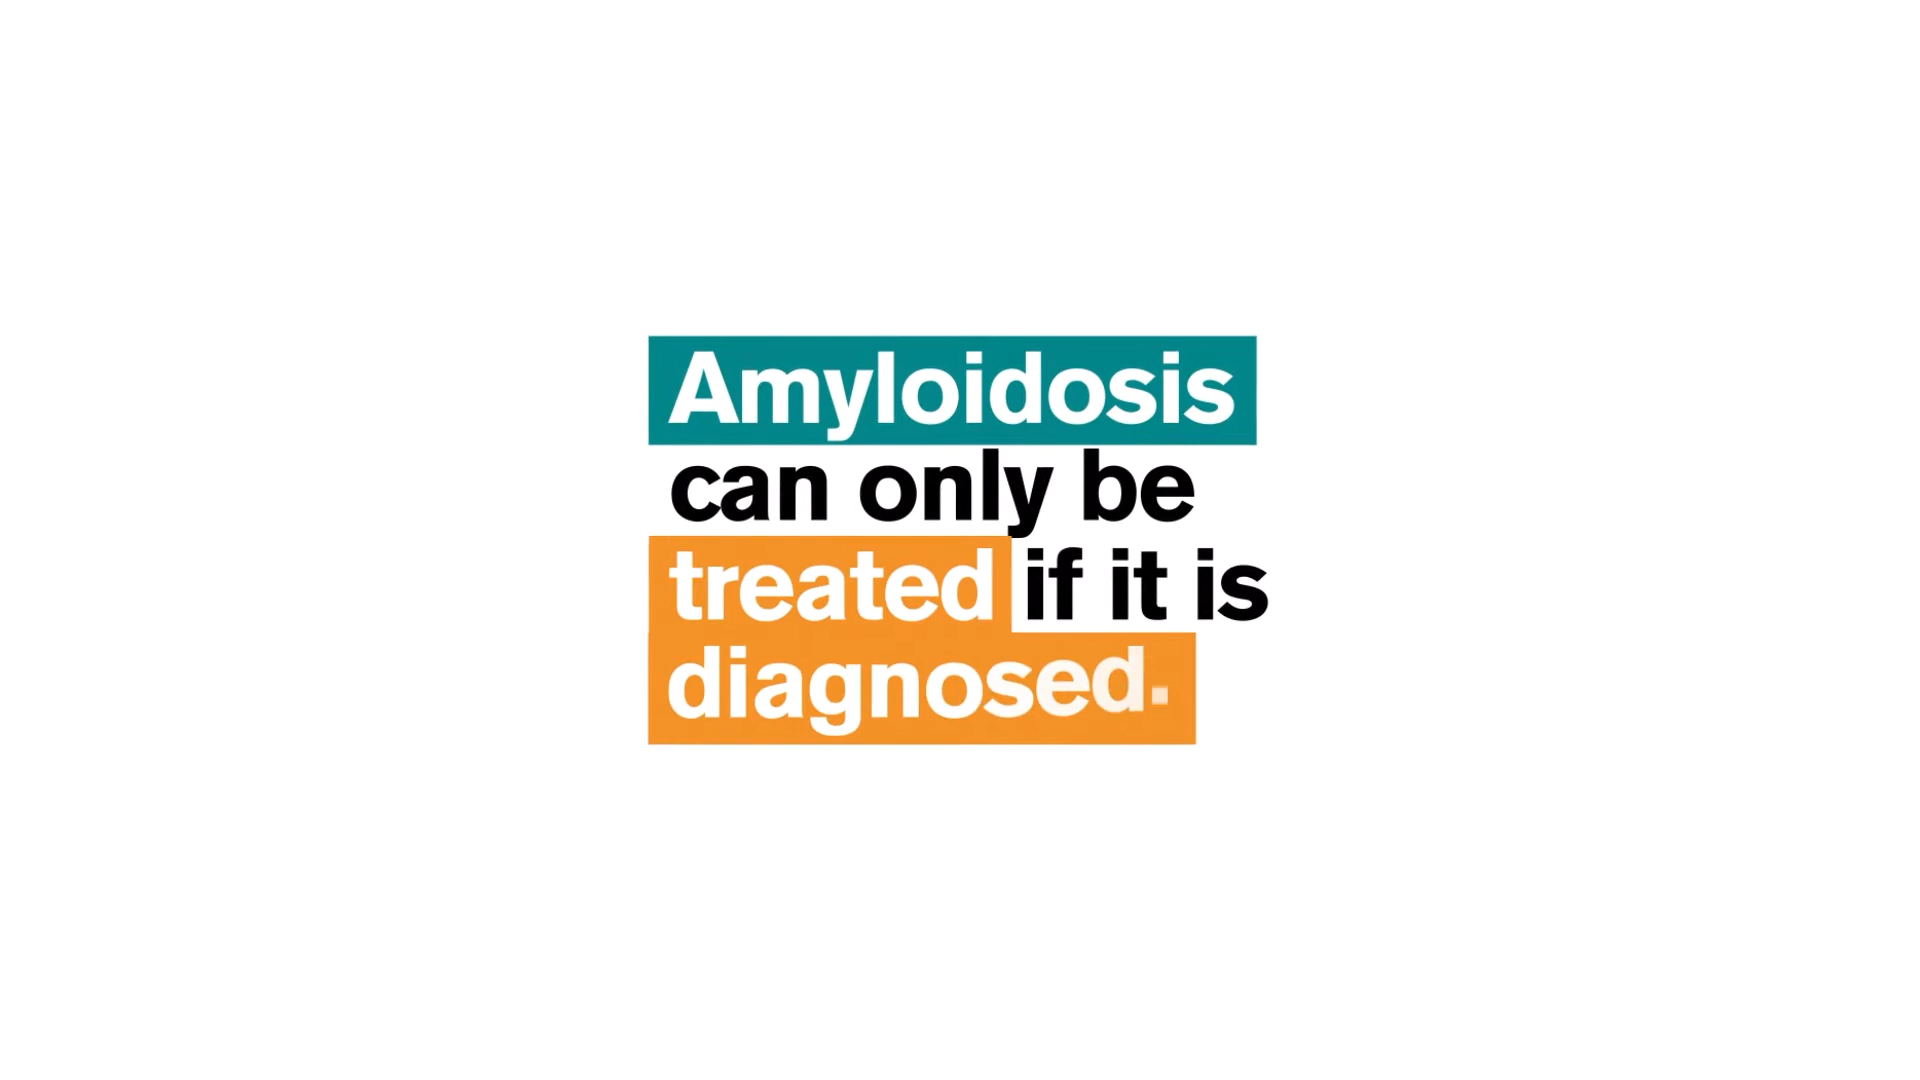 Amyloidosis
can only be
treated if it is
diagnosed.